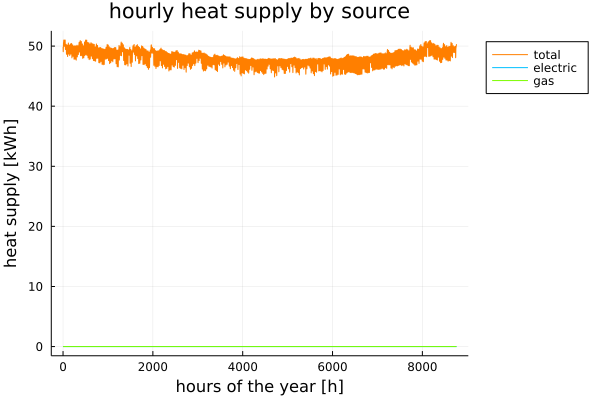 hourly heat supply by source
50
40
30
20
10
0
heat supply [kWh]
0 2000 4000 6000 8000
hours of the year [h]
total
electric
gas